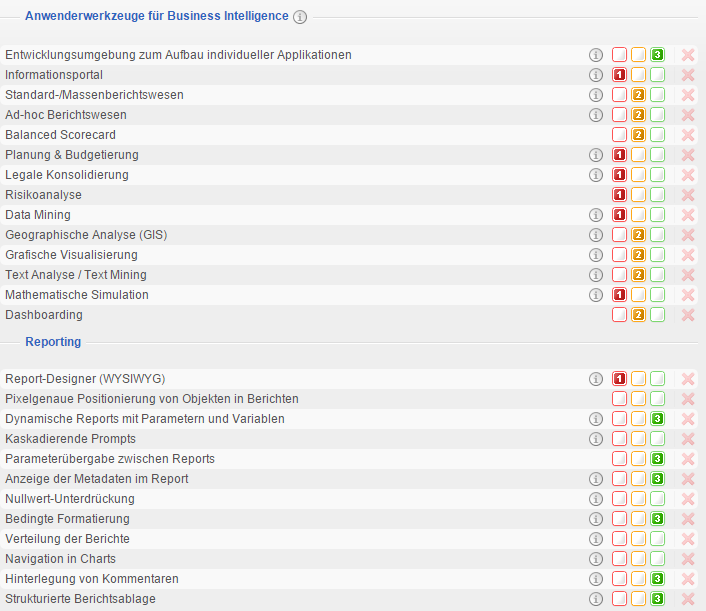 Anwenderwerkzeuge für Business Intelligence i
Entwicklungsumgebung zum Aufbau individueller Applikationen i 3
Informationsportal i 1
Standard-/Massenberichtswesen i 2
Ad-hoc Berichtswesen i 2
Balanced Scorecard 2
Planung & Budgetierung i 1
Legale Konsolidierung i 1
Risikoanalyse 1
Data Mining i 1
Geographische Analyse (GIS) i 2
Grafische Visualisierung i 2
Text Analyse / Text Mining i 2
Mathematische Simulation i 1
Dashboarding 2
Reporting
Report-Designer (WYSIWYG) i 1
Pixelgenaue Positionierung von Objekten in Berichten
Dynamische Reports mit Parametern und Variablen i 3
Kaskadierende Prompts i
Parameterübergabe zwischen Reports 3
Anzeige der Metadaten im Report i 3
Nullwert-Unterdrückung i
Bedingte Formatierung i 3
Verteilung der Berichte i
Navigation in Charts i
Hinterlegung von Kommentaren i 3
Strukturierte Berichtsablage i 3